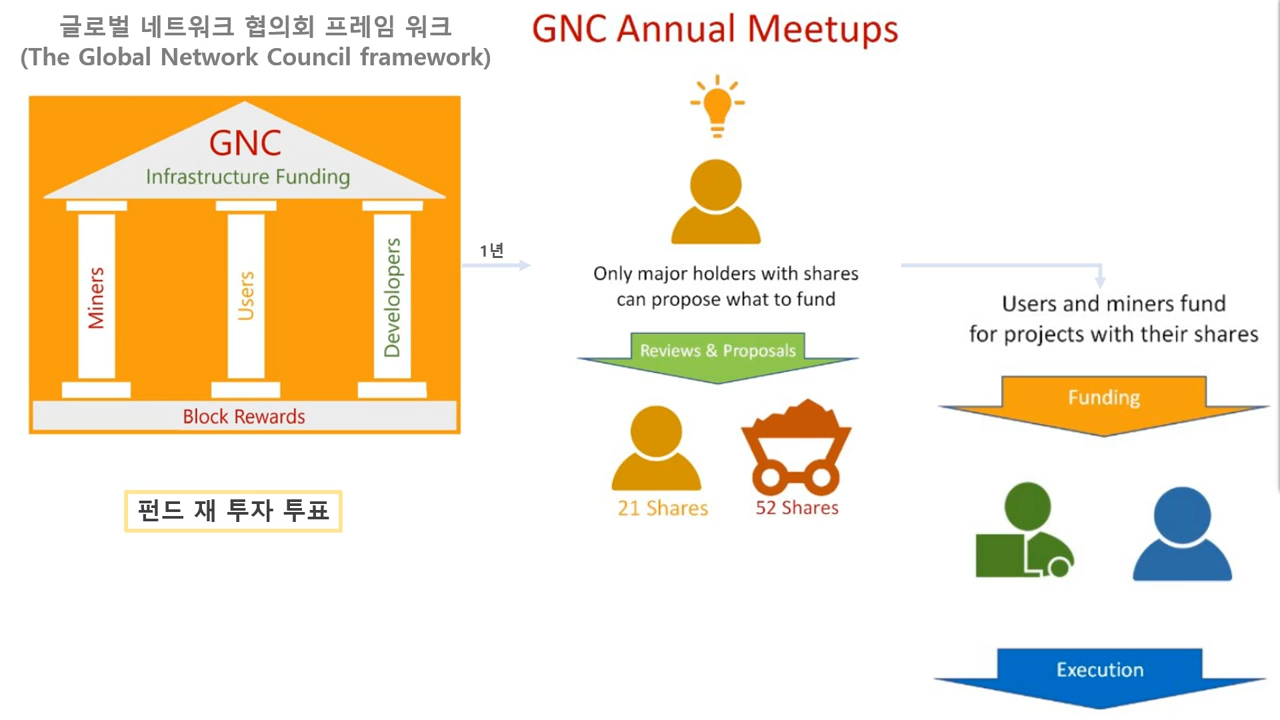 글로벌 네트워크 협의회 프레임 워크
(The Global Network Council framework)
GNC
Infrastructure Funding
Miners
Users
Develolopers
Block Rewards
펀드 재 투자 투표
1년
GNC Annual Meetups
Only major holders with shares
can propose what to fund
Reviews & Proposals
21 Shares
52 Shares
Users and miners fund
for projects with their shares
Funding
Execution